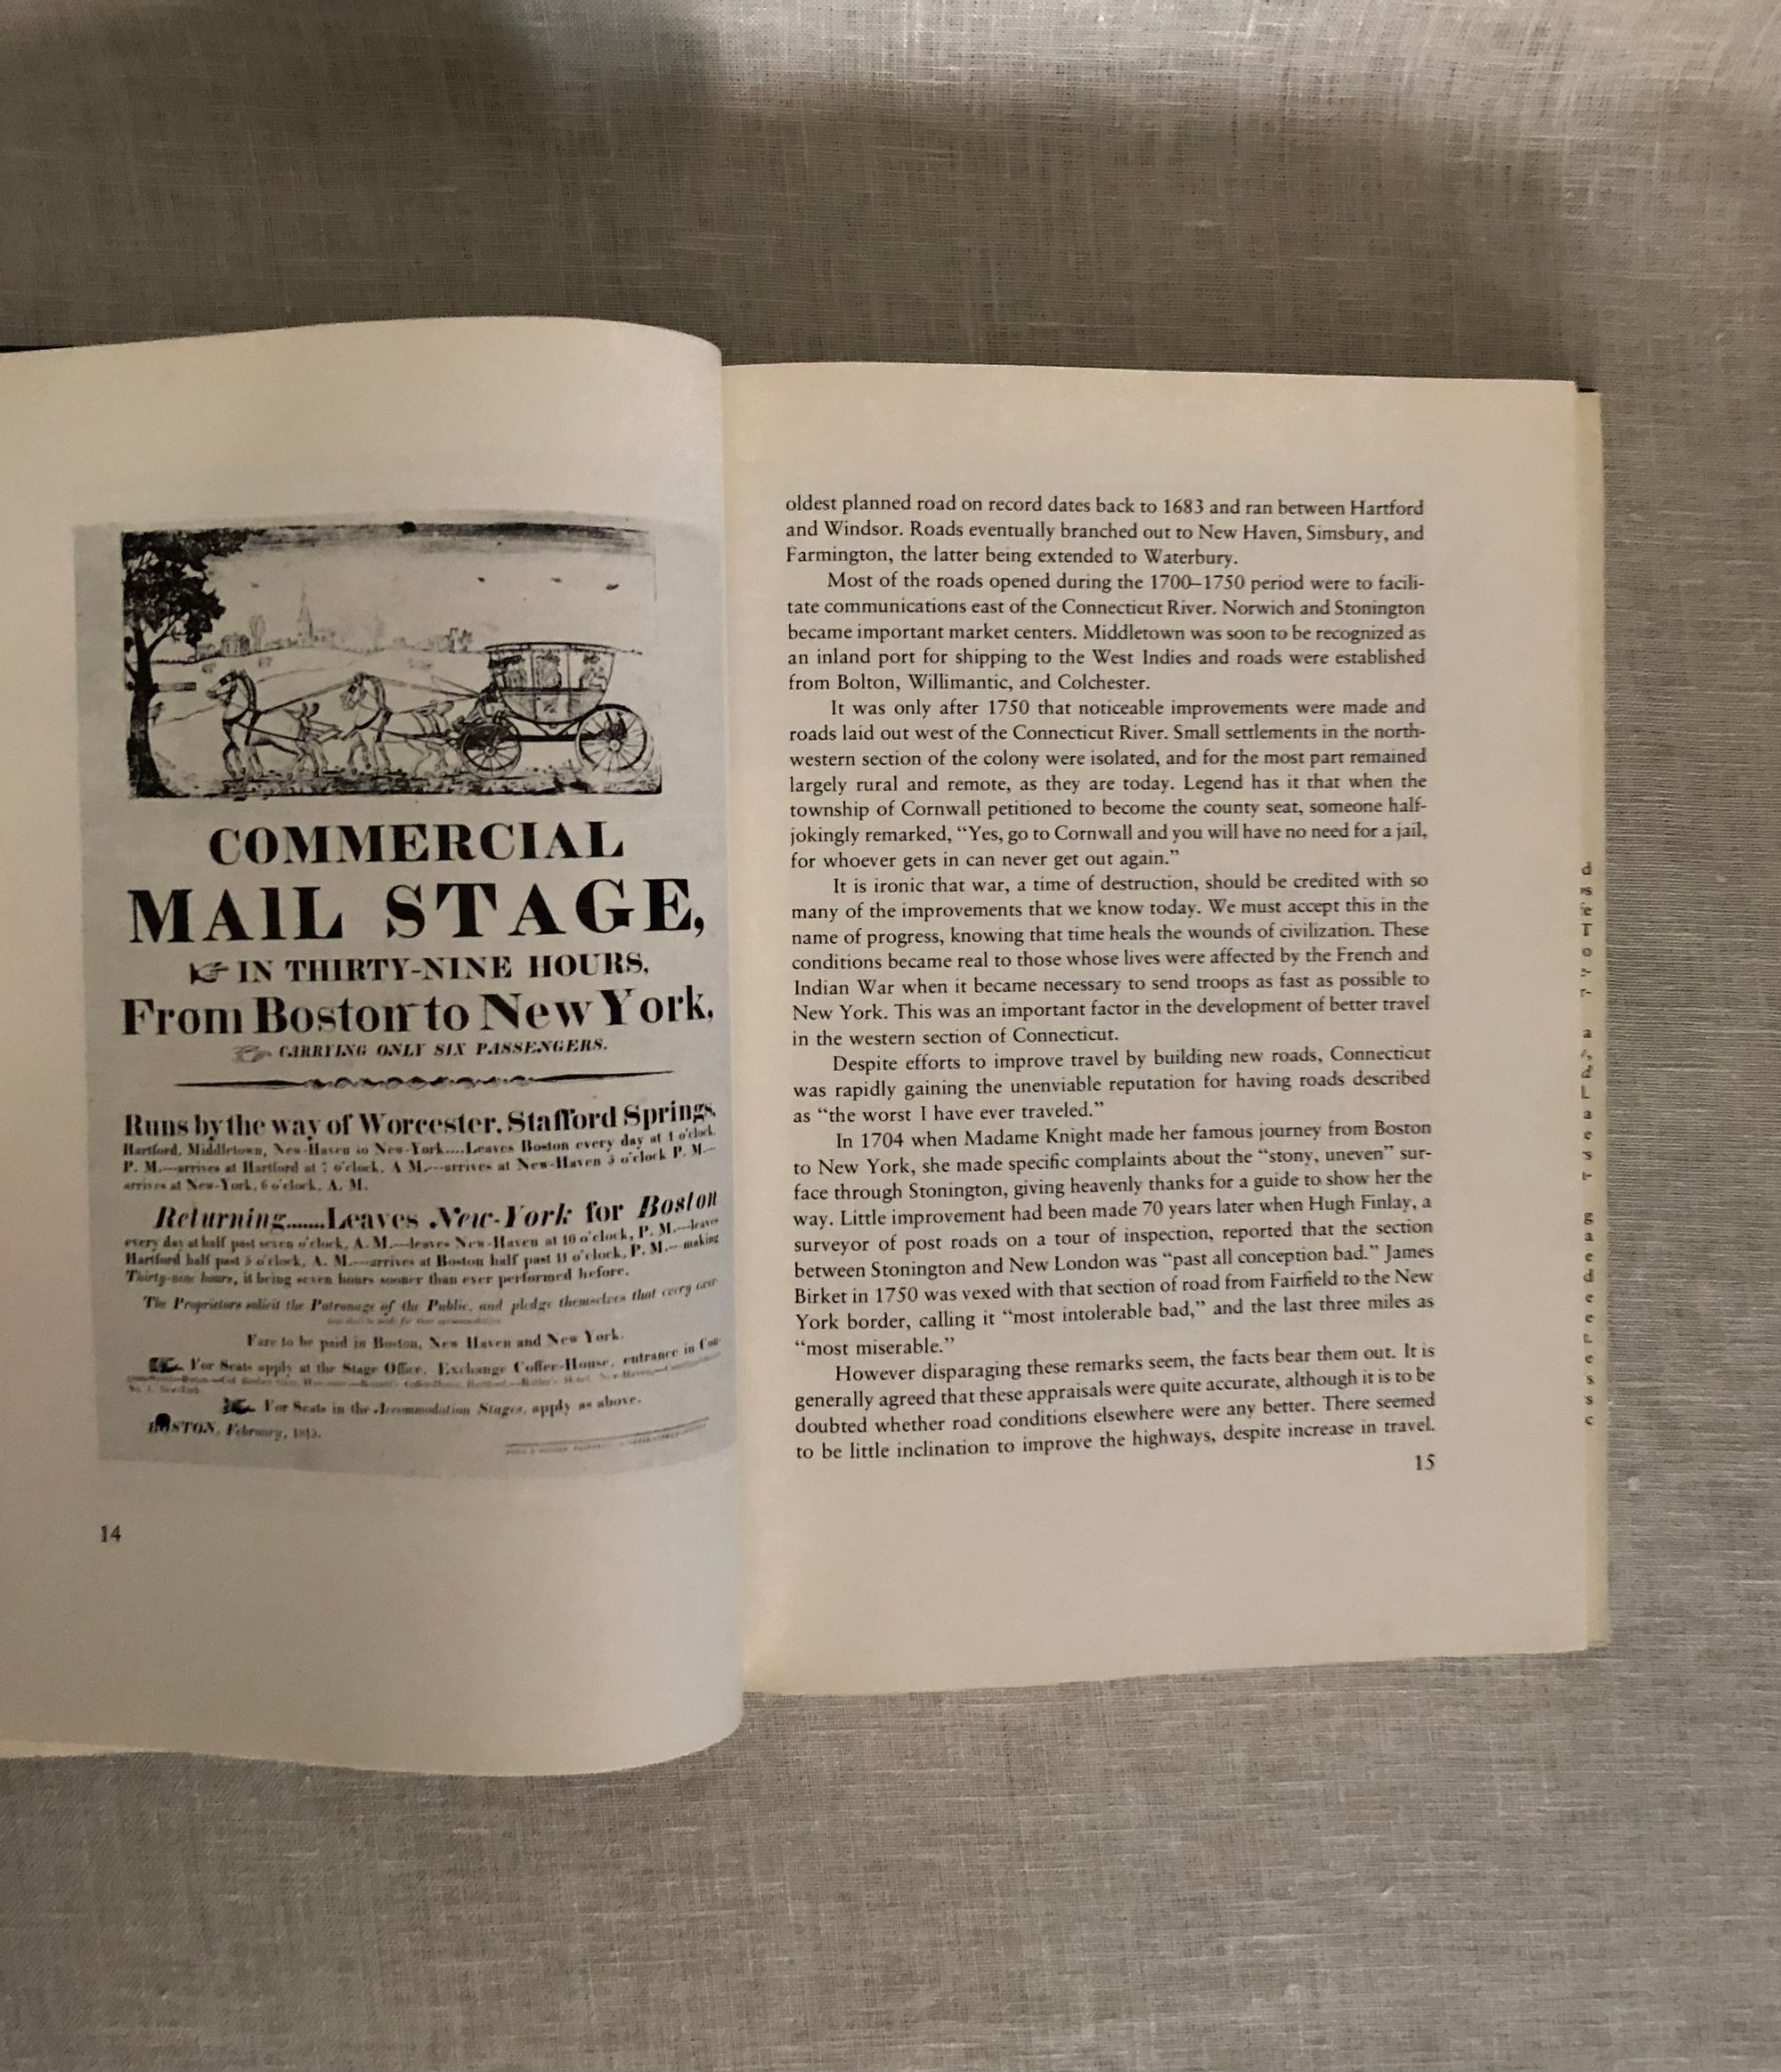 COMMERCIAL
MAIL STAGE,
IN THIRTY-NINE HOURS,
From Boston to New York,
CARRYING ONLY SIX PASSENGERS.
Runs by the way of Worcester, Stafford Springs,
Hartford, Middletown, New-Haven to New-York....Leaves Boston every day at 1 o'clock
P. M.---arrives at Hartford at 7 o'clock, A M.---arrives at New-Haven 3 o'clock P. M.--
arrives at New-York, 6 o'clock, A. M.
Returning.......Leaves New-York for Boston
every day at half past seven o'clock, A. M.---leaves New-Haven at 10 o'clock, P. M.---leaves
Hartford half past 5 o'clock, A. M.---arrives at Boston half past 11 o'clock, P. M.---making
Thirty-nine hours, it being seven hours sooner than ever performed before.
The Proprietors solicit the Patronage of the Public, and pledge themselves that every
Fare to be paid in Boston, New Haven and New York.
For Seats apply at the Stage Office, Exchange Coffee-House, entrance in
For Seats in the Accommodation Stages, apply as above.
BOSTON, February, 1815.
14
oldest planned road on record dates back to 1683 and ran between Hartford
and Windsor. Roads eventually branched out to New Haven, Simsbury, and
Farmington, the latter being extended to Waterbury.
Most of the roads opened during the 1700–1750 period were to facili-
tate communications east of the Connecticut River. Norwich and Stonington
became important market centers. Middletown was soon to be recognized as
an inland port for shipping to the West Indies and roads were established
from Bolton, Willimantic, and Colchester.
It was only after 1750 that noticeable improvements were made and
roads laid out west of the Connecticut River. Small settlements in the north-
western section of the colony were isolated, and for the most part remained
largely rural and remote, as they are today. Legend has it that when the
township of Cornwall petitioned to become the county seat, someone half-
jokingly remarked, “Yes, go to Cornwall and you will have no need for a jail,
for whoever gets in can never get out again.”
It is ironic that war, a time of destruction, should be credited with so
many of the improvements that we know today. We must accept this in the
name of progress, knowing that time heals the wounds of civilization. These
conditions became real to those whose lives were affected by the French and
Indian War when it became necessary to send troops as fast as possible to
New York. This was an important factor in the development of better travel
in the western section of Connecticut.
Despite efforts to improve travel by building new roads, Connecticut
was rapidly gaining the unenviable reputation for having roads described
as “the worst I have ever traveled.”
In 1704 when Madame Knight made her famous journey from Boston
to New York, she made specific complaints about the “stony, uneven” sur-
face through Stonington, giving heavenly thanks for a guide to show her the
way. Little improvement had been made 70 years later when Hugh Finlay, a
surveyor of post roads on a tour of inspection, reported that the section
between Stonington and New London was “past all conception bad.” James
Birket in 1750 was vexed with that section of road from Fairfield to the New
York border, calling it “most intolerable bad,” and the last three miles as
“most miserable.”
However disparaging these remarks seem, the facts bear them out. It is
generally agreed that these appraisals were quite accurate, although it is to be
doubted whether road conditions elsewhere were any better. There seemed
to be little inclination to improve the highways, despite increase in travel.
15